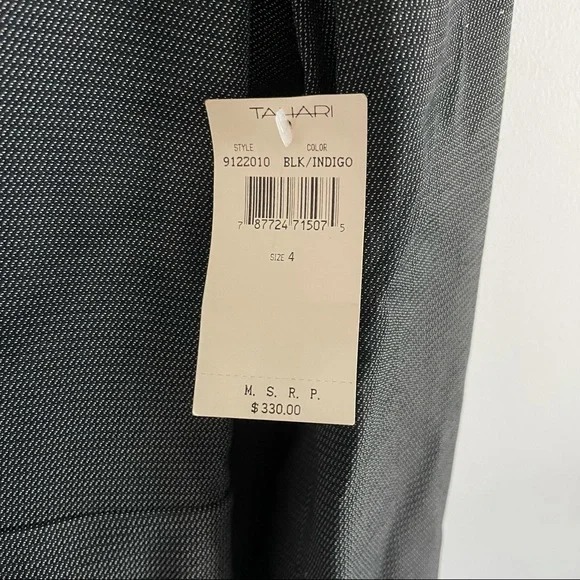 TAHARI
STYLE COLOR
9122010 BLK/INDIGO
7 87724 71507 5
SIZE 4
M. S. R. P.
$330.00